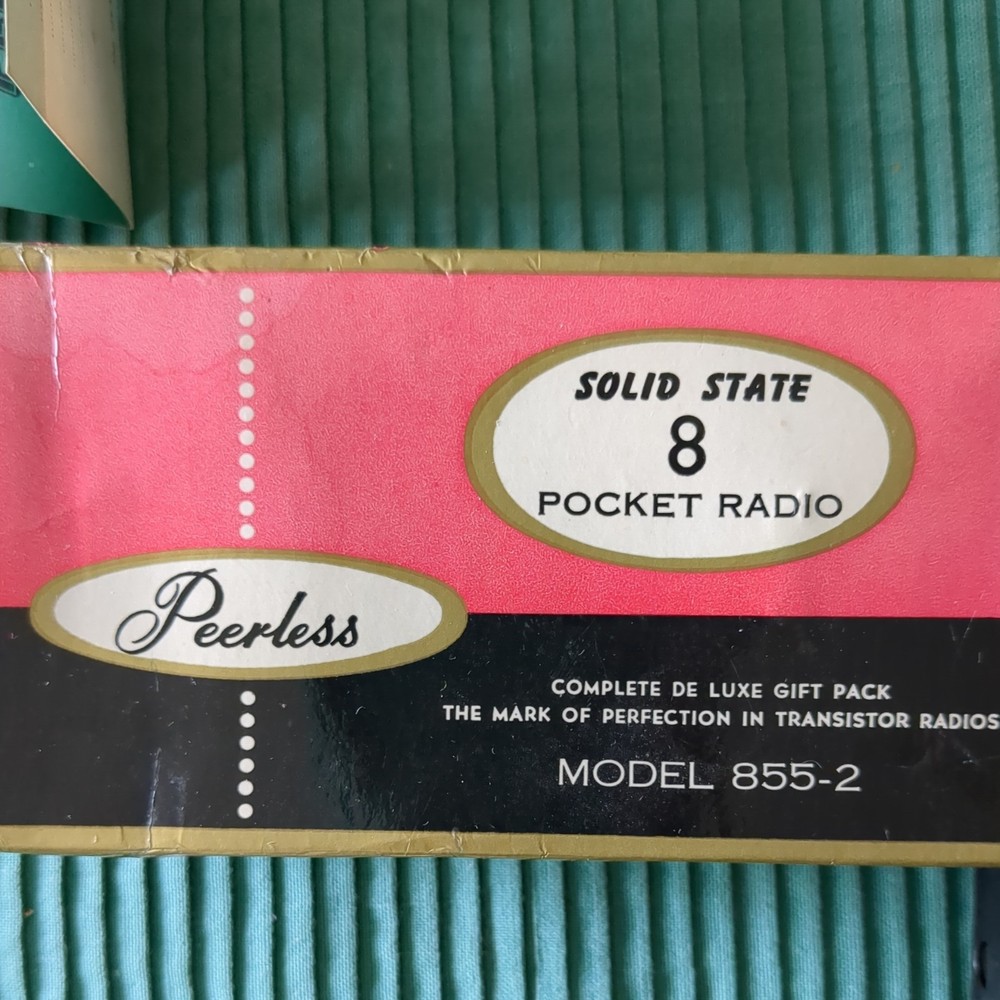 SOLID STATE
8
POCKET RADIO
Peerless
COMPLETE DE LUXE GIFT PACK
THE MARK OF PERFECTION IN TRANSISTOR RADIOS
MODEL 855-2